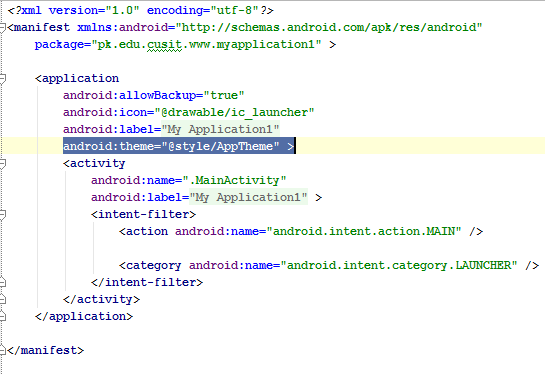 <?xml version="1.0" encoding="utf-8"?>
<manifest xmlns:android="http://schemas.android.com/apk/res/android"
package="pk.edu.cusit.www.myapplication1" >
<application
android:allowBackup="true"
android:icon="@drawable/ic_launcher"
android:label="My Application1"
android:theme="@style/AppTheme" >
<activity
android:name=".MainActivity"
android:label="My Application1" >
<intent-filter>
<action android:name="android.intent.action.MAIN" />
<category android:name="android.intent.category.LAUNCHER" />
</intent-filter>
</activity>
</application>
</manifest>